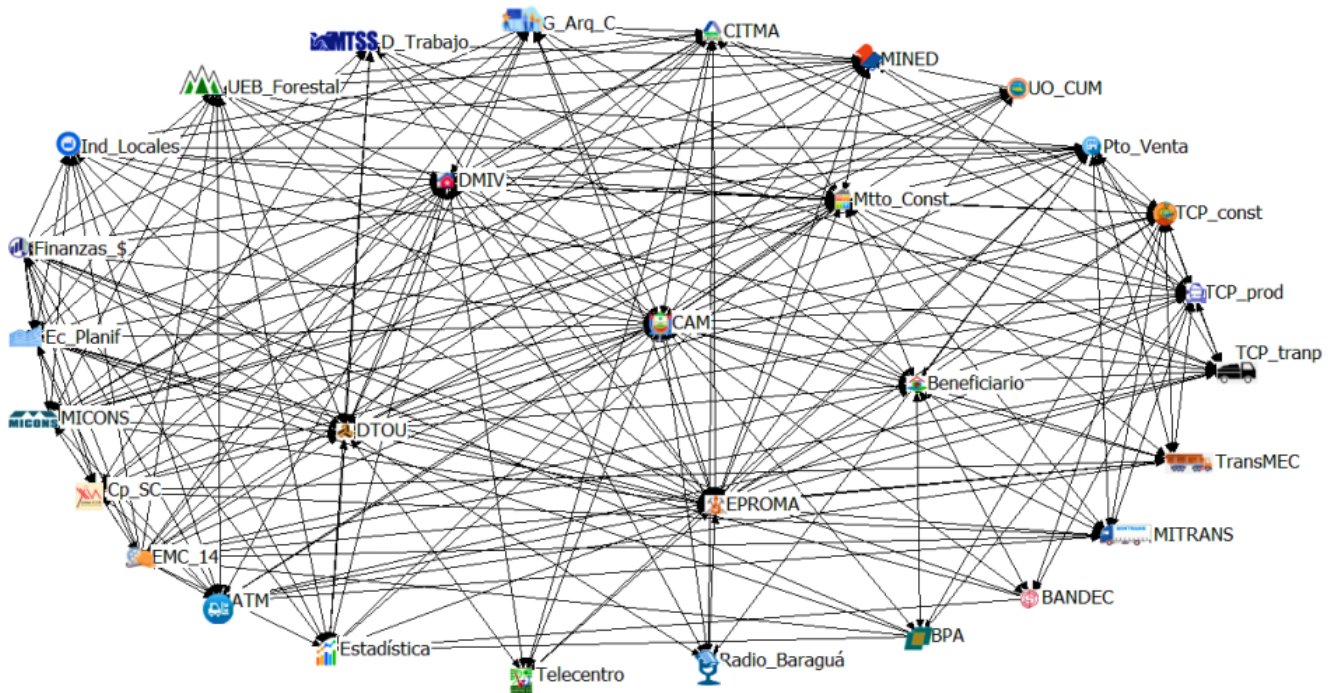 G_Arq_C
CITMA
MTSS
D_Trabajo
MINED
UEB_Forestal
UO_CUM
Ind_Locales
Pto_Venta
DMIV
Mtto_Const
TCP_const
Finanzas_$
TCP_prod
CAM
Ec_Planif
TCP_tranp
Beneficiario
MICONS
MICONS
DTOU
TransMEC
Cp_SC
EPROMA
MITRANS
EMC_14
ATM
BANDEC
BPA
Estadística
Radio_Baraguá
Telecentro